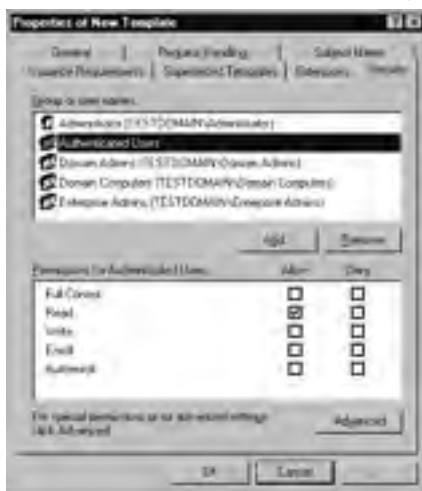 Properties of New Template
General Request Handling Subject Name
Issuance Requirements Superseded Templates Extensions Security
Group or user names:
Administrator (TESTDOMAIN\Administrator)
Authenticated Users
Domain Admins (TESTDOMAIN\Domain Admins)
Domain Computers (TESTDOMAIN\Domain Computers)
Enterprise Admins (TESTDOMAIN\Enterprise Admins)
Add... Remove
Permissions for Authenticated Users Allow Deny
Full Control
Read
Write
Enroll
Autoenroll
For special permissions or for advanced settings,
click Advanced.
Advanced
OK Cancel